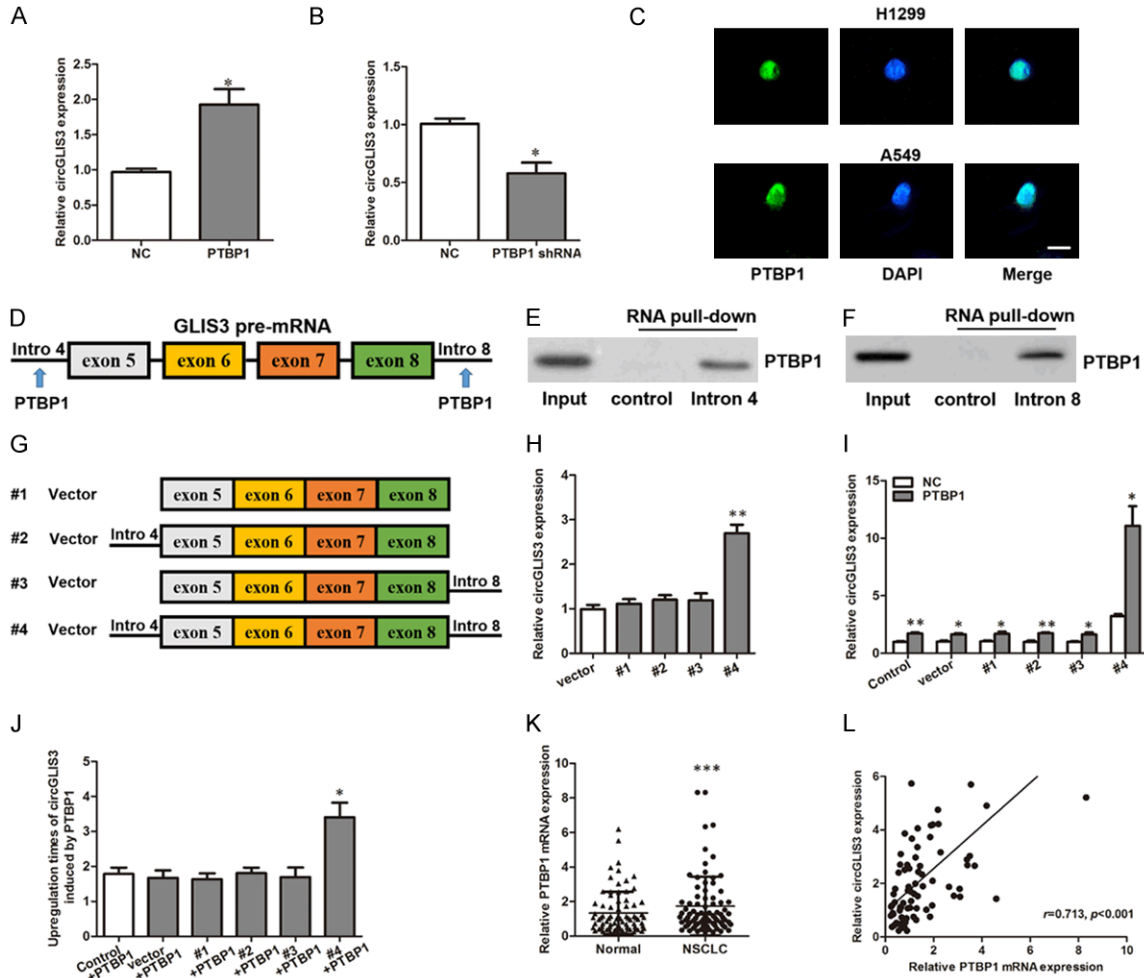 A
Relative circGLIS3 expression
2.5
2.0
1.5
1.0
0.5
0.0
*
NC
PTBP1
B
Relative circGLIS3 expression
1.5
1.0
0.5
0.0
*
NC
PTBP1 shRNA
C
H1299
A549
PTBP1
DAPI
Merge
D
GLIS3 pre-mRNA
Intro 4
exon 5
exon 6
exon 7
exon 8
Intro 8
PTBP1
PTBP1
E
RNA pull-down
PTBP1
Input
control
Intron 4
F
RNA pull-down
PTBP1
Input
control
Intron 8
G
#1 Vector exon 5 exon 6 exon 7 exon 8
#2 Vector Intro 4 exon 5 exon 6 exon 7 exon 8
#3 Vector exon 5 exon 6 exon 7 exon 8 Intro 8
#4 Vector Intro 4 exon 5 exon 6 exon 7 exon 8 Intro 8
H
Relative circGLIS3 expression
4
3
2
1
0
**
vector
#1
#2
#3
#4
I
Relative circGLIS3 expression
15
10
5
0
NC
PTBP1
**
*
*
**
*
*
Control
vector
#1
#2
#3
#4
J
Upregulation times of circGLIS3
induced by PTBP1
5
4
3
2
1
0
*
Control
+PTBP1
vector
+PTBP1
#1
+PTBP1
#2
+PTBP1
#3
+PTBP1
#4
+PTBP1
K
Relative PTBP1 mRNA expression
10
8
6
4
2
0
***
Normal
NSCLC
L
Relative circGLIS3 expression
6
4
2
0
r=0.713, p<0.001
0
2
4
6
8
10
Relative PTBP1 mRNA expression